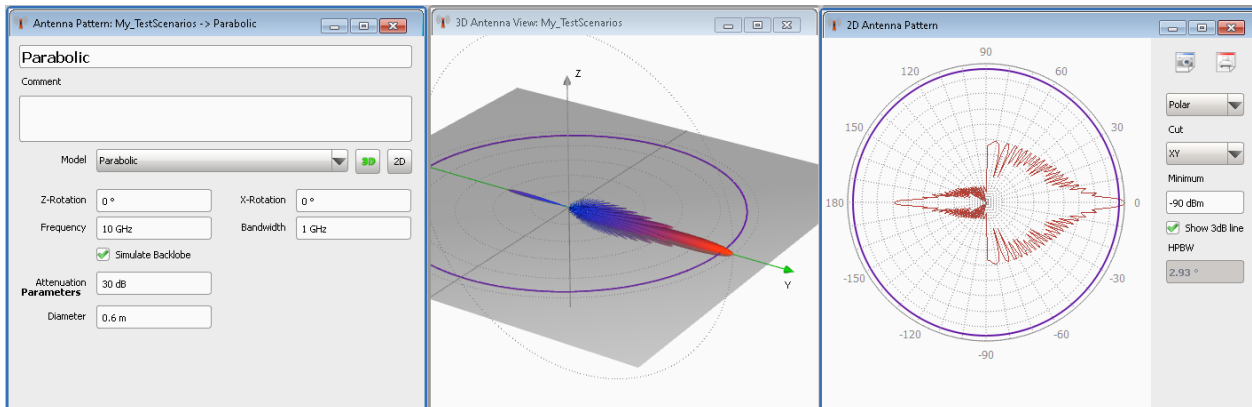 Antenna Pattern: My_TestScenarios -> Parabolic
Parabolic
Comment
Model
Parabolic
3D
2D
Z-Rotation
0 °
X-Rotation
0 °
Frequency
10 GHz
Bandwidth
1 GHz
Simulate Backlobe
Attenuation
30 dB
Parameters
Diameter
0.6 m
3D Antenna View: My_TestScenarios
Z
Y
2D Antenna Pattern
90
120
60
150
30
180
0
-150
-30
-120
-60
-90
Polar
Cut
XY
Minimum
-90 dBm
Show 3dB line
HPBW
2.93 °